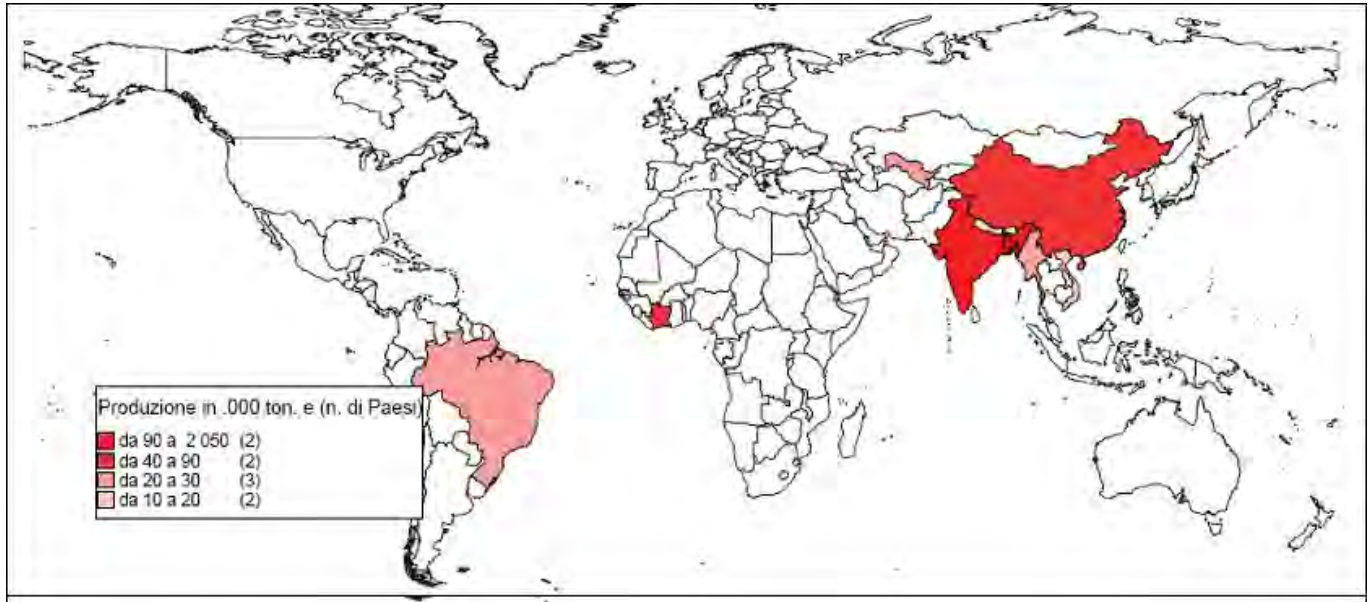 Produzione in .000 ton. e (n. di Paesi)
da 90 a 2 050 (2)
da 40 a 90 (2)
da 20 a 30 (3)
da 10 a 20 (2)